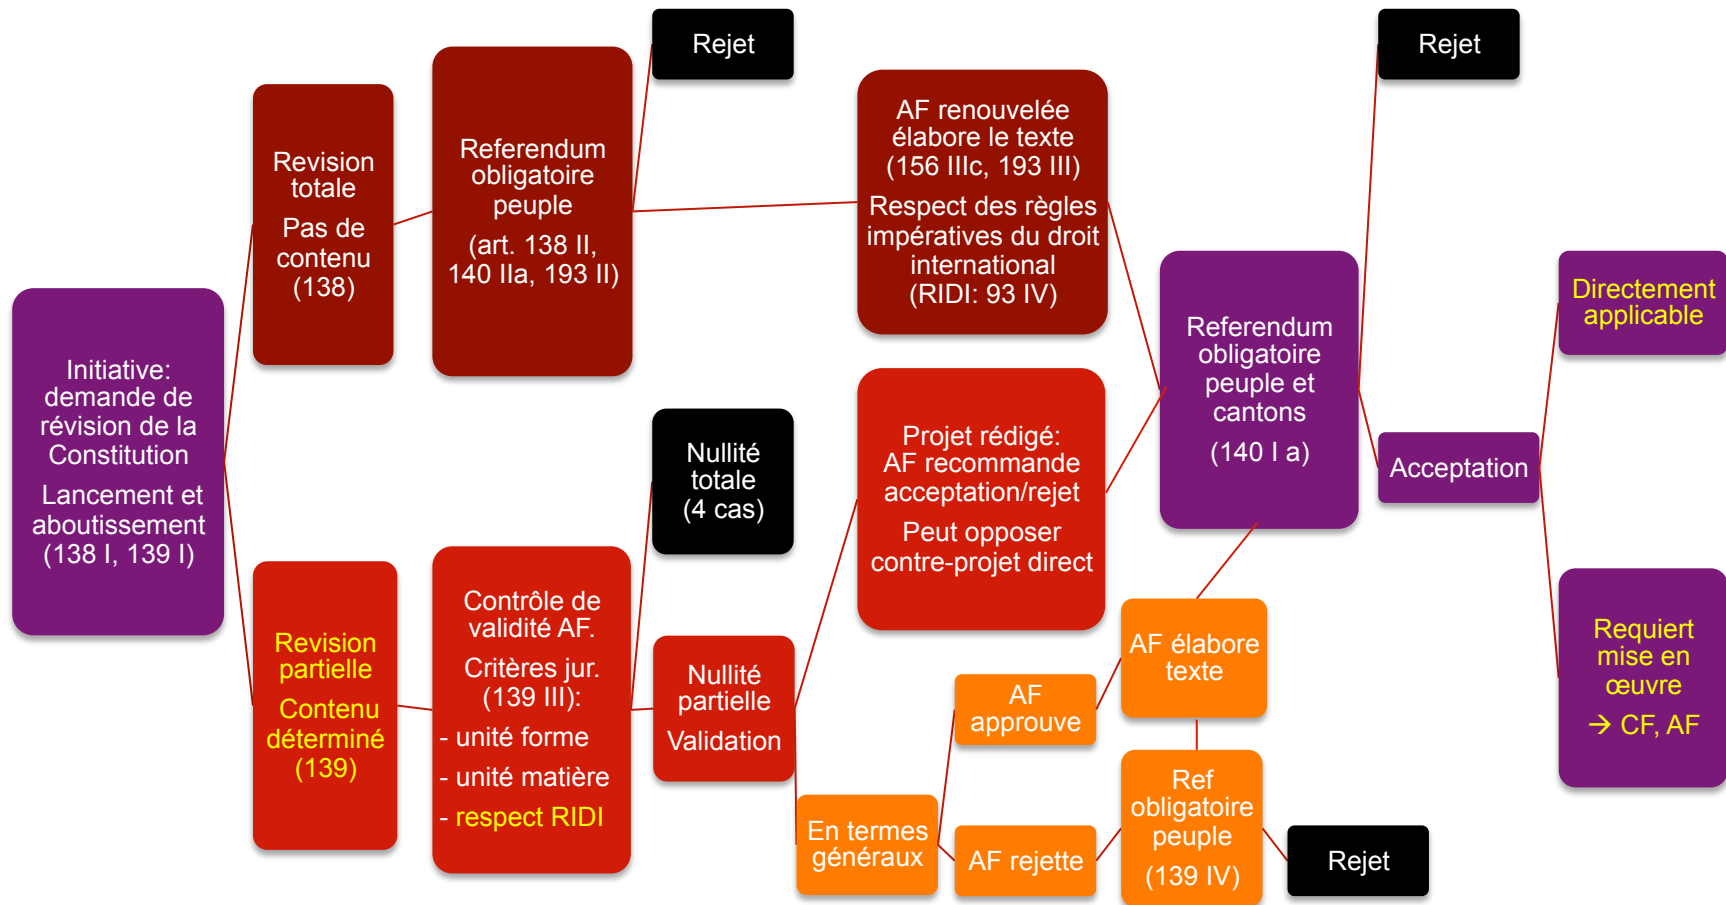 Initiative:
demande de
révision de la
Constitution
Lancement et
aboutissement
(138 I, 139 I)
Revision
totale
Pas de
contenu
(138)
Referendum
obligatoire
peuple
(art. 138 II,
140 IIa, 193 II)
Rejet
AF renouvelée
élabore le texte
(156 IIIc, 193 III)
Respect des règles
impératives du droit
international
(RIDI: 93 IV)
Revision
partielle
Contenu
déterminé
(139)
Contrôle de
validité AF.
Critères jur.
(139 III):
- unité forme
- unité matière
- respect RIDI
Nullité
totale
(4 cas)
Nullité
partielle
Validation
Projet rédigé:
AF recommande
acceptation/rejet
Peut opposer
contre-projet direct
En termes
généraux
AF
approuve
AF rejette
AF élabore
texte
Ref
obligatoire
peuple
(139 IV)
Rejet
Referendum
obligatoire
peuple et
cantons
(140 I a)
Rejet
Acceptation
Directement
applicable
Requiert
mise en
œuvre
→ CF, AF